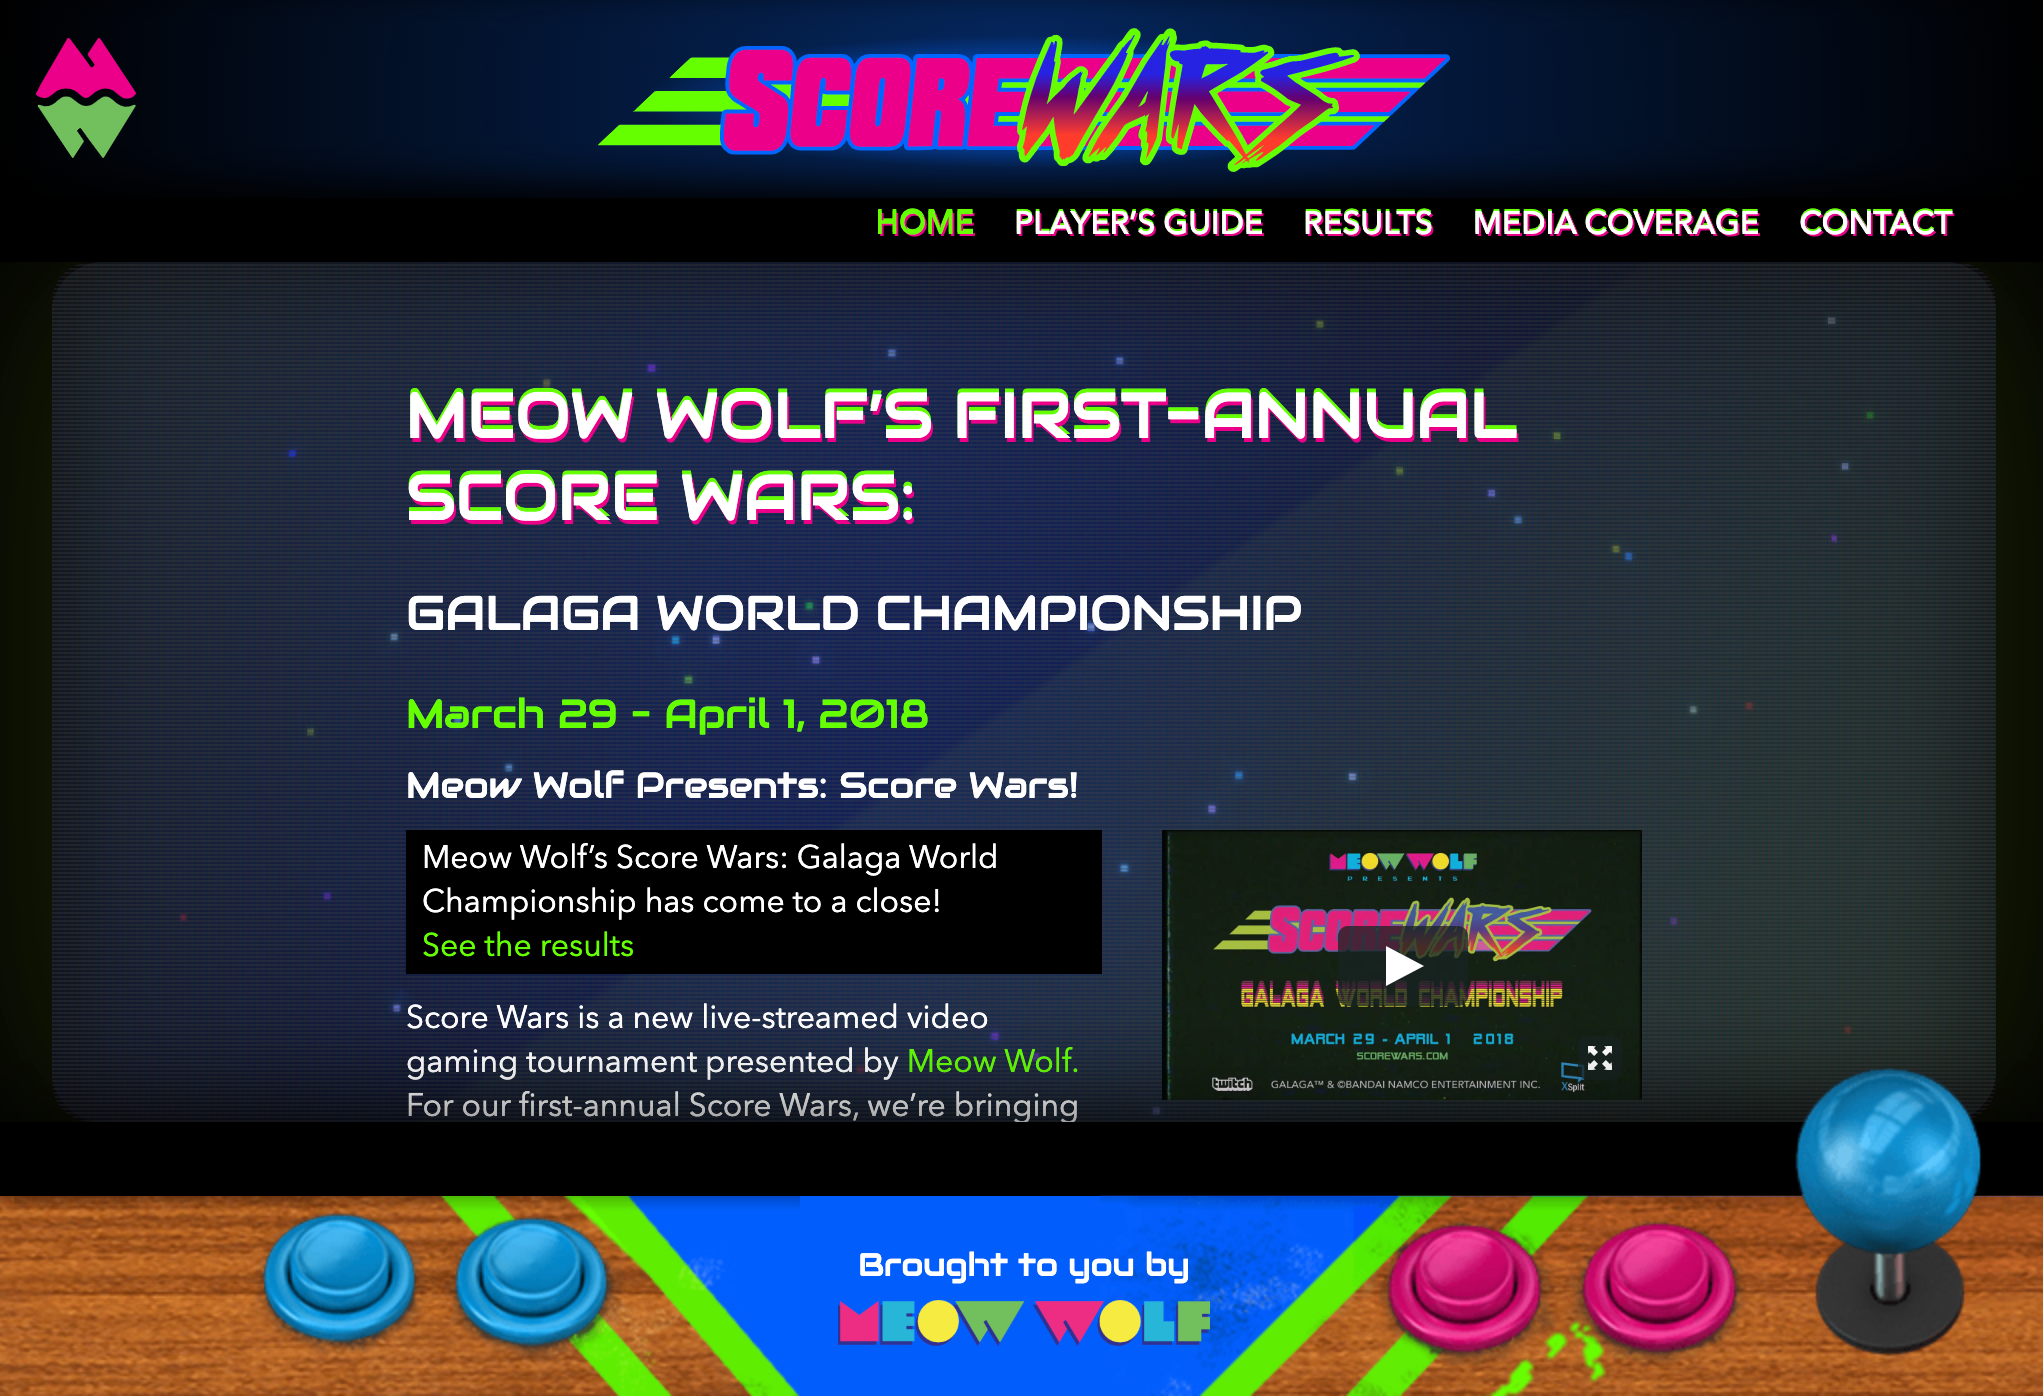 SCOREWARS
HOME PLAYER'S GUIDE RESULTS MEDIA COVERAGE CONTACT
MEOW WOLF'S FIRST-ANNUAL
SCORE WARS:
GALAGA WORLD CHAMPIONSHIP
March 29 - April 1, 2018
Meow Wolf Presents: Score Wars!
Meow Wolf's Score Wars: Galaga World
Championship has come to a close!
See the results
Score Wars is a new live-streamed video
gaming tournament presented by Meow Wolf.
For our first-annual Score Wars, we're bringing
MEOW WOLF
PRESENTS
SCOREWARS
GALAGA WORLD CHAMPIONSHIP
MARCH 29 - APRIL 1 2018
SCOREWARS.COM
twitch GALAGA™ & ©BANDAI NAMCO ENTERTAINMENT INC. XSplit
Brought to you by
MEOW WOLF